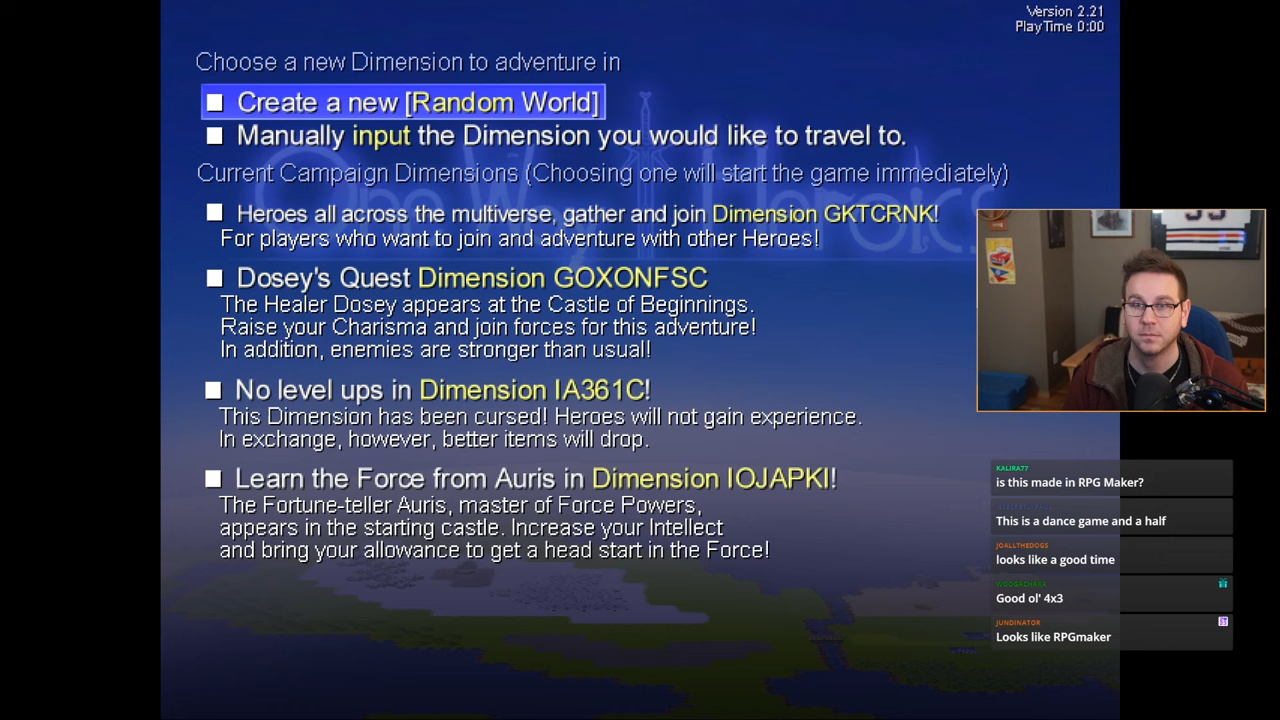 Version 2.21
PlayTime 0:00
Choose a new Dimension to adventure in
Create a new [Random World]
Manually input the Dimension you would like to travel to.
Current Campaign Dimensions (Choosing one will start the game immediately)
One Way Heroics
Heroes all across the multiverse, gather and join Dimension GKTCRNK!
For players who want to join and adventure with other Heroes!
Dosey's Quest Dimension GOXONFSC
The Healer Dosey appears at the Castle of Beginnings.
Raise your Charisma and join forces for this adventure!
In addition, enemies are stronger than usual!
No level ups in Dimension IA361C!
This Dimension has been cursed! Heroes will not gain experience.
In exchange, however, better items will drop.
Learn the Force from Auris in Dimension IOJAPKI!
The Fortune-teller Auris, master of Force Powers,
appears in the starting castle. Increase your Intellect
and bring your allowance to get a head start in the Force!
KALIRA77
is this made in RPG Maker?
This is a dance game and a half
JOALLTHEDOGS
looks like a good time
Good ol' 4x3
JUNDINATOR
Looks like RPGmaker